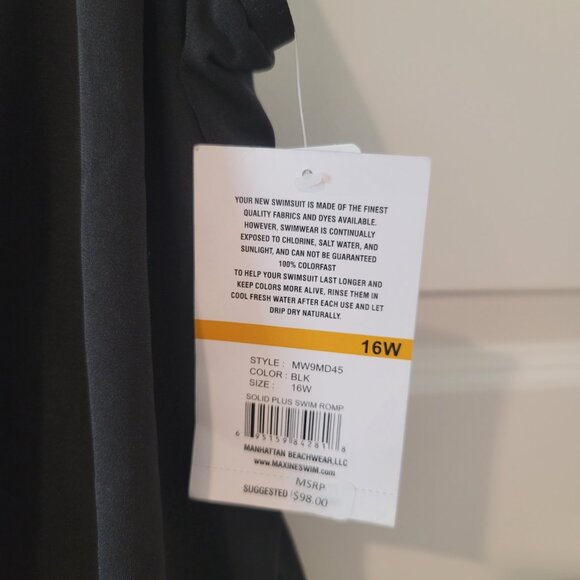 YOUR NEW SWIMSUIT IS MADE OF THE FINEST
QUALITY FABRICS AND DYES AVAILABLE.
HOWEVER, SWIMWEAR IS CONTINUALLY
EXPOSED TO CHLORINE, SALT WATER, AND
SUNLIGHT, AND CAN NOT BE GUARANTEED
100% COLORFAST
TO HELP YOUR SWIMSUIT LAST LONGER AND
KEEP COLORS MORE ALIVE, RINSE THEM IN
COOL FRESH WATER AFTER EACH USE AND LET
DRIP DRY NATURALLY.
16W
STYLE : MW9MD45
COLOR : BLK
SIZE : 16W
SOLID PLUS SWIM ROMP
6 95159 84281 8
MANHATTAN BEACHWEAR,LLC
www.MAXINESWIM.com
MSRP
SUGGESTED $98.00